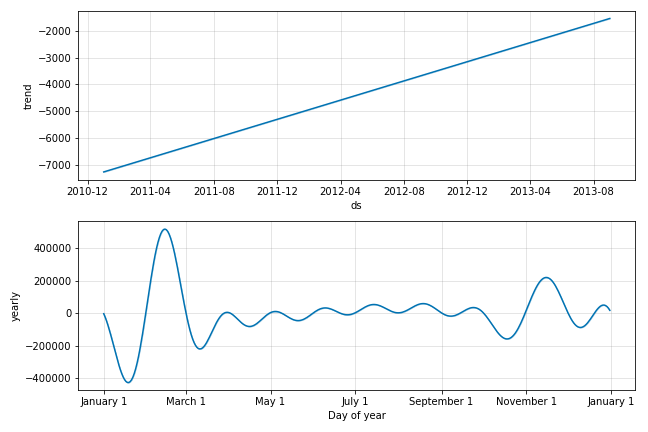 −2000
−3000
−4000
−5000
−6000
−7000
trend
2010-12 2011-04 2011-08 2011-12 2012-04 2012-08 2012-12 2013-04 2013-08
ds
400000
200000
0
−200000
−400000
yearly
January 1 March 1 May 1 July 1 September 1 November 1 January 1
Day of year